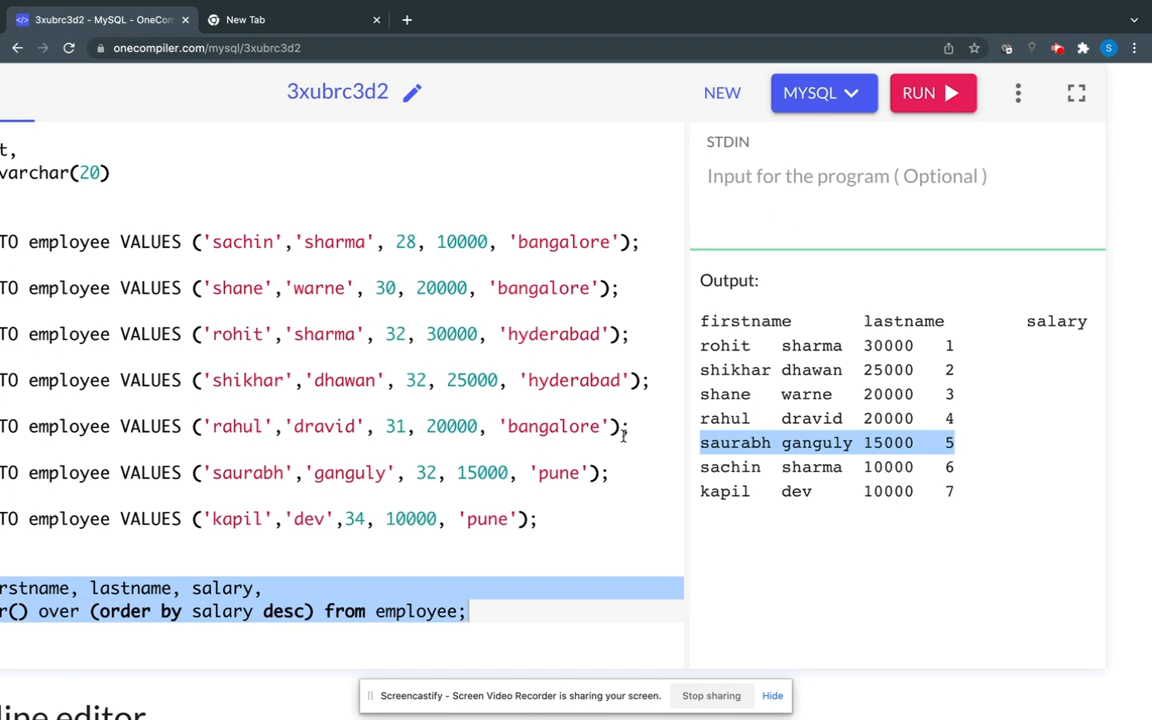 3xubrc3d2 - MySQL - OneCom
New Tab
onecompiler.com/mysql/3xubrc3d2
S
3xubrc3d2
NEW
MYSQL
RUN
t,
varchar(20)
TO employee VALUES ('sachin','sharma', 28, 10000, 'bangalore');
TO employee VALUES ('shane','warne', 30, 20000, 'bangalore');
TO employee VALUES ('rohit','sharma', 32, 30000, 'hyderabad');
TO employee VALUES ('shikhar','dhawan', 32, 25000, 'hyderabad');
TO employee VALUES ('rahul','dravid', 31, 20000, 'bangalore');
TO employee VALUES ('saurabh','ganguly', 32, 15000, 'pune');
TO employee VALUES ('kapil','dev',34, 10000, 'pune');
rstname, lastname, salary,
r() over (order by salary desc) from employee;
STDIN
Input for the program ( Optional )
Output:
firstname lastname salary
rohit sharma 30000 1
shikhar dhawan 25000 2
shane warne 20000 3
rahul dravid 20000 4
saurabh ganguly 15000 5
sachin sharma 10000 6
kapil dev 10000 7
Screencastify - Screen Video Recorder is sharing your screen.
Stop sharing
Hide
line editor